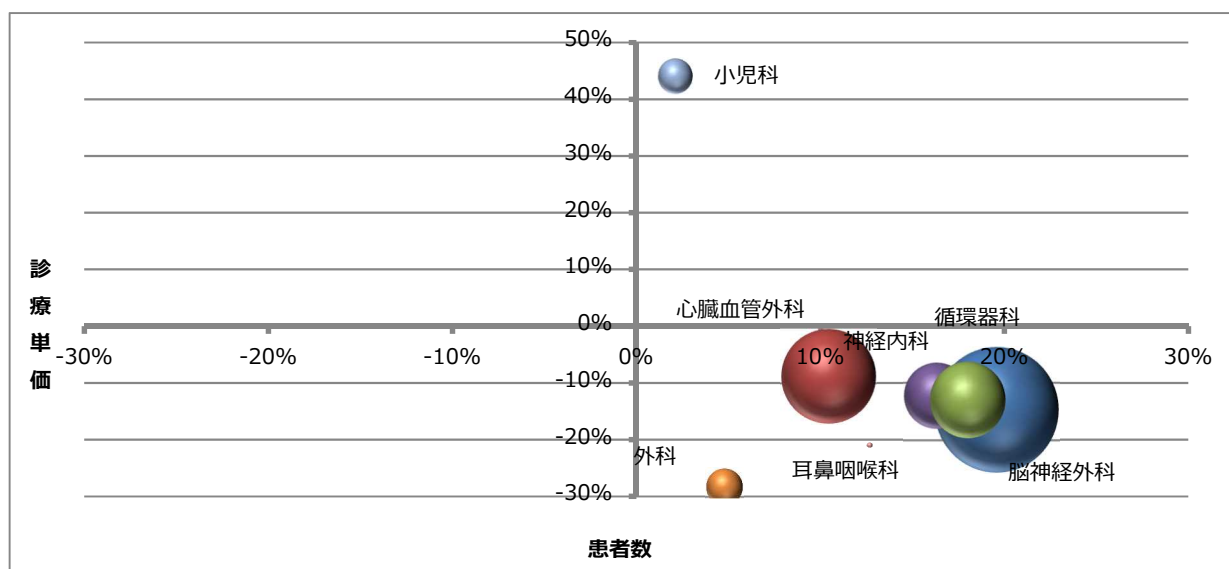 50%
小児科
40%
30%
20%
診療単価
10%
心臓血管外科
循環器科
0%
神経内科
-30%
-20%
-10%
0%
10%
20%
30%
-10%
-20%
外科
耳鼻咽喉科
脳神経外科
-30%
患者数